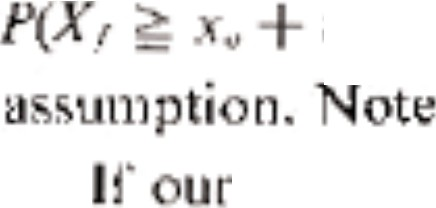 P(X_f ≧ x_o +
assumption. Note
If our